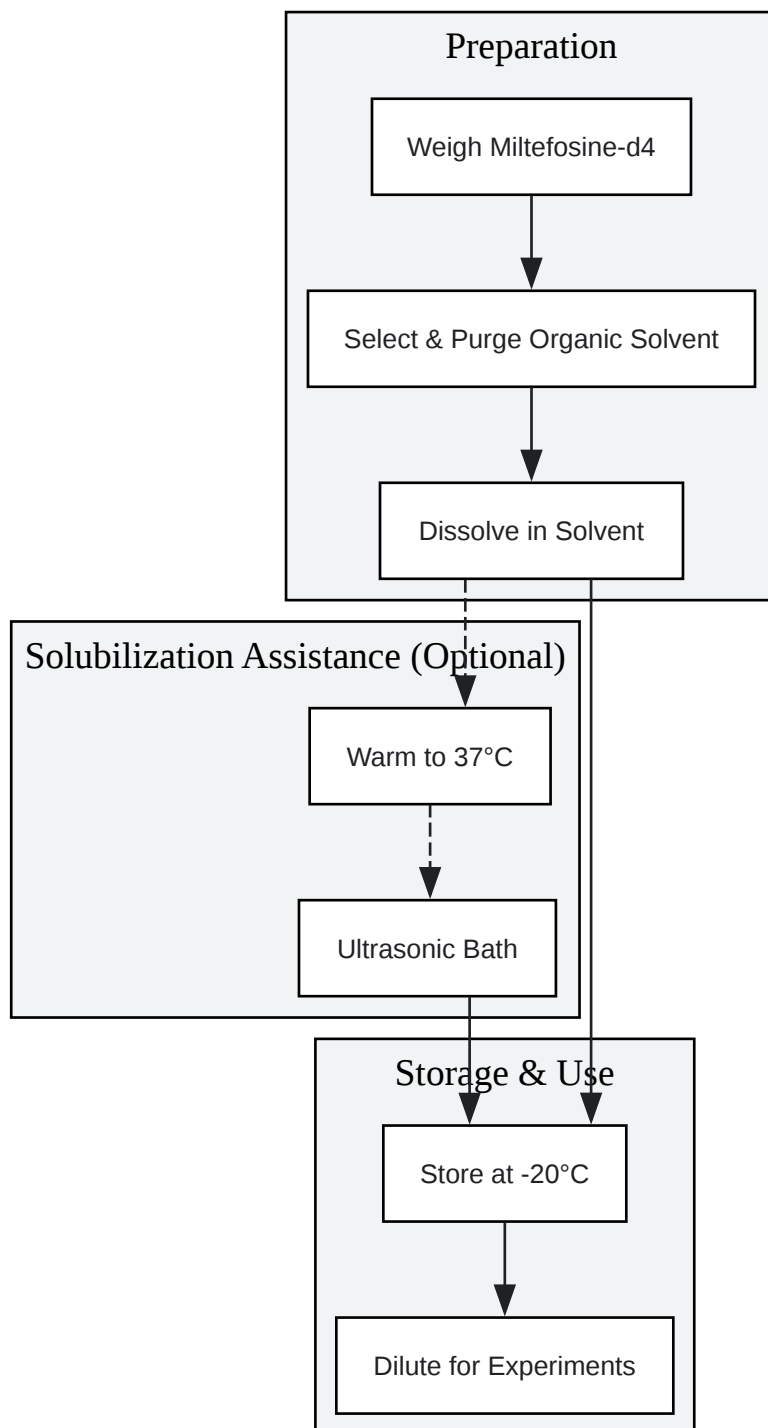 Preparation
Weigh Miltefosine-d4
Select & Purge Organic Solvent
Dissolve in Solvent
Solubilization Assistance (Optional)
Warm to 37°C
Ultrasonic Bath
Storage & Use
Store at -20°C
Dilute for Experiments